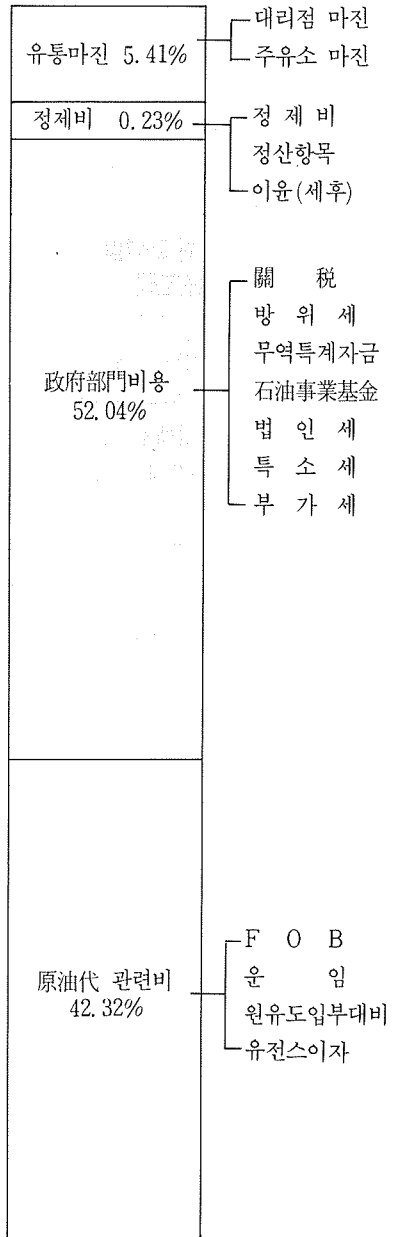 유통마진 5.41%
대리점 마진
주유소 마진
정제비 0.23%
정 제 비
정산항목
이윤(세후)
政府部門비용
52.04%
關 税
방 위 세
무역특계자금
石油事業基金
법 인 세
특 소 세
부 가 세
原油代 관련비
42.32%
F O B
운 임
원유도입부대비
유전스이자